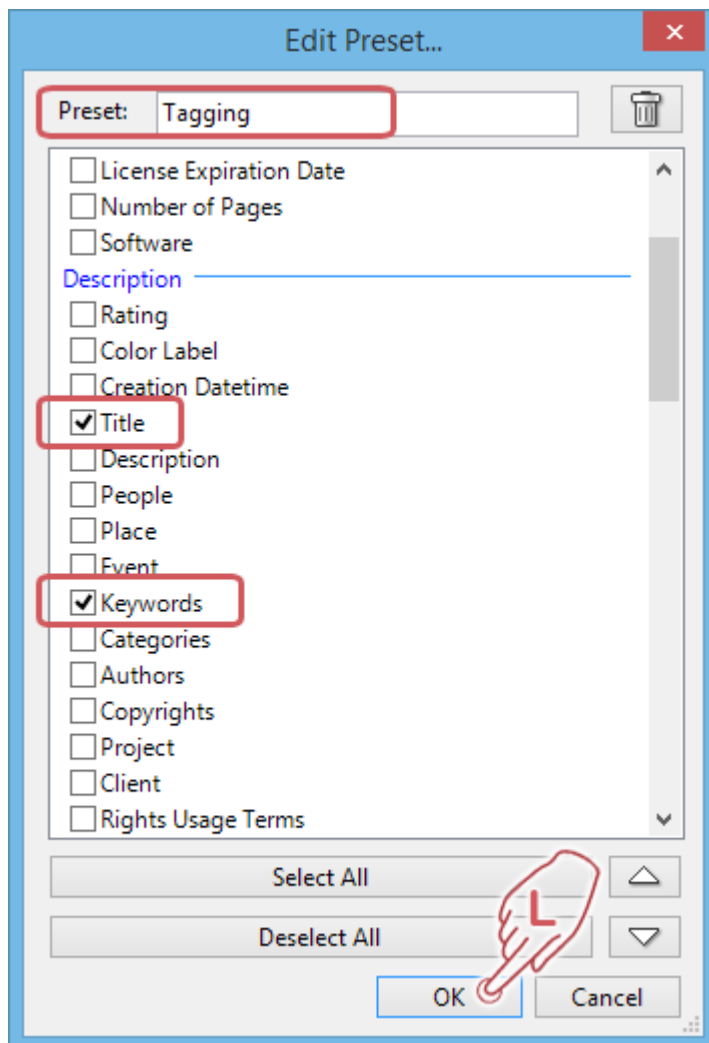 Edit Preset...
Preset: Tagging
License Expiration Date
Number of Pages
Software
Description
Rating
Color Label
Creation Datetime
Title
Description
People
Place
Event
Keywords
Categories
Authors
Copyrights
Project
Client
Rights Usage Terms
Select All
L
Deselect All
OK Cancel